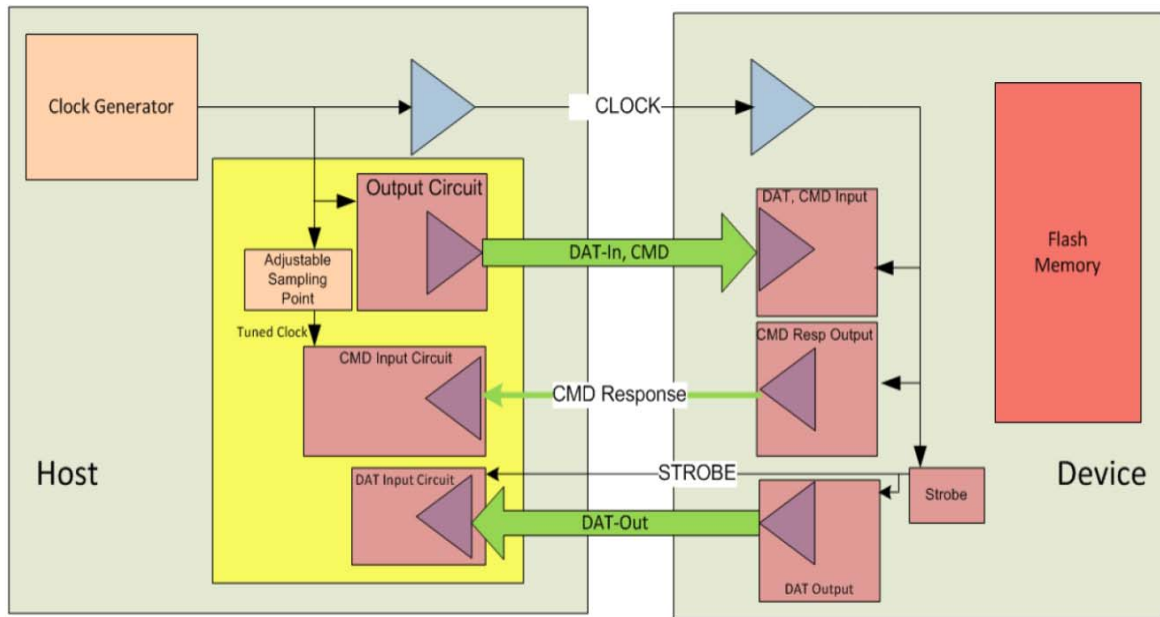 Clock Generator
CLOCK
Output Circuit
DAT, CMD Input
Flash
Memory
DAT-In, CMD
Adjustable
Sampling
Point
Tuned Clock
CMD Input Circuit
CMD Resp Output
CMD Response
Host
STROBE
Device
DAT Input Circuit
Strobe
DAT-Out
DAT Output